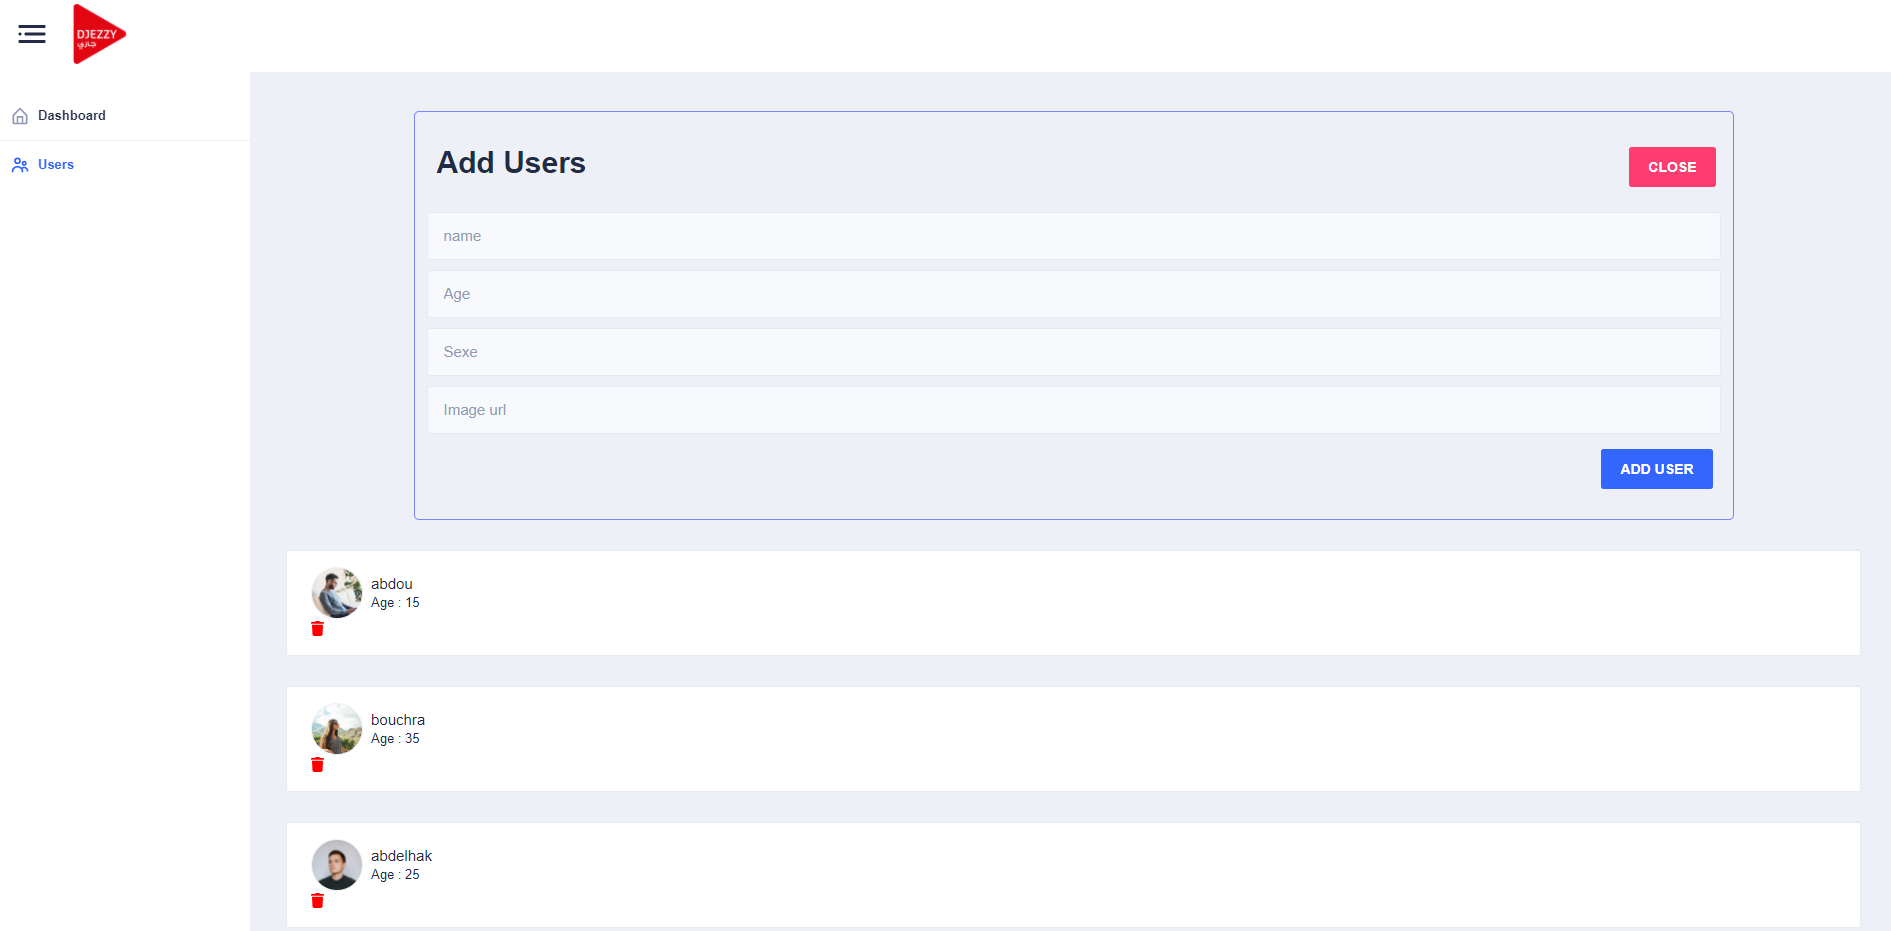 DJEZZY
جازي
Dashboard
Users
Add Users
CLOSE
name
Age
Sexe
Image url
ADD USER
abdou
Age : 15
bouchra
Age : 35
abdelhak
Age : 25